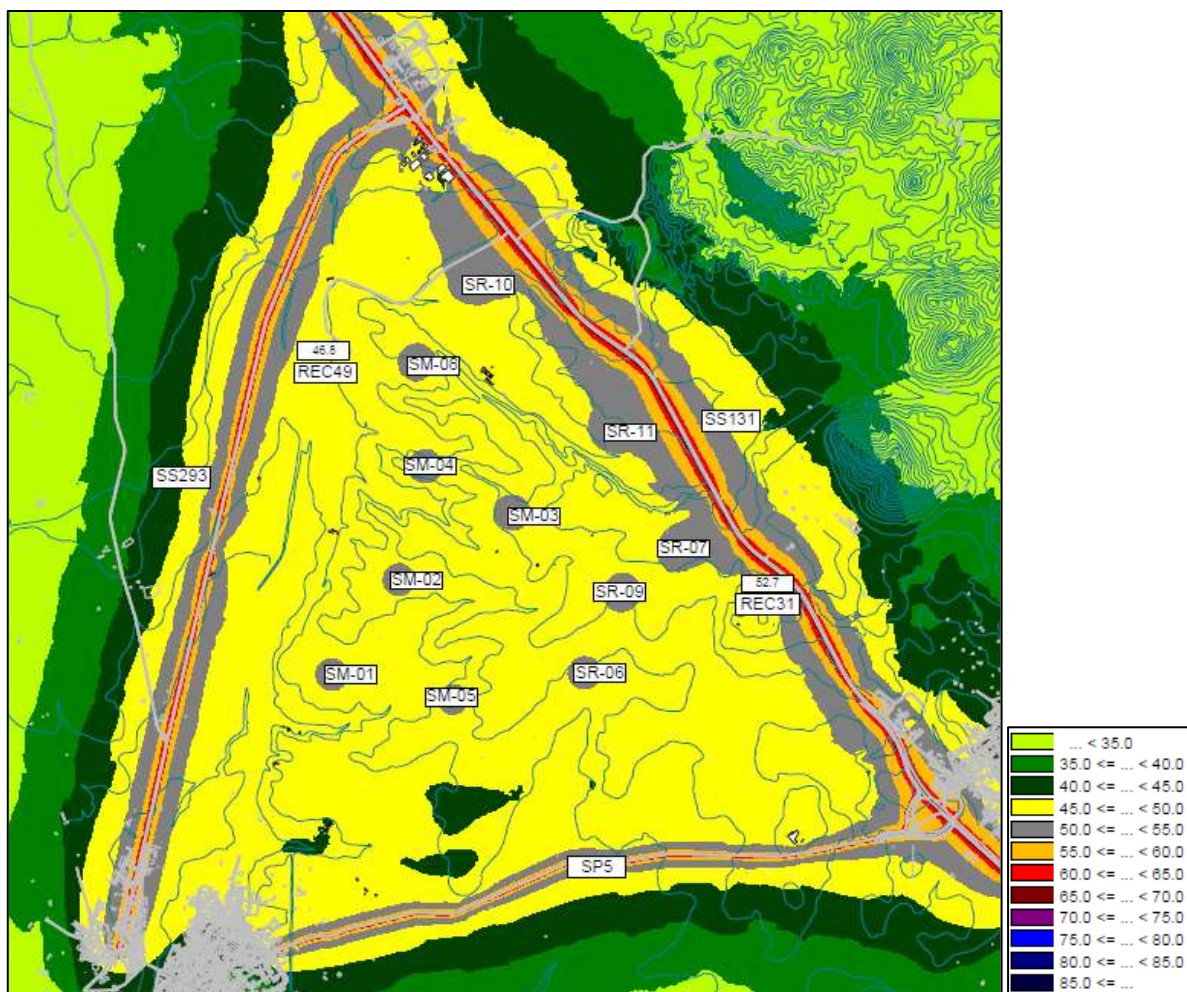 SR-10
46.8
REC49
SM-08
SS131
SR-11
SS293
SM-04
SM-03
SR-07
SM-02
52.7
REC31
SR-09
SM-01
SR-06
SM-05
SP5
... < 35.0
35.0 <= ... < 40.0
40.0 <= ... < 45.0
45.0 <= ... < 50.0
50.0 <= ... < 55.0
55.0 <= ... < 60.0
60.0 <= ... < 65.0
65.0 <= ... < 70.0
70.0 <= ... < 75.0
75.0 <= ... < 80.0
80.0 <= ... < 85.0
85.0 <= ...